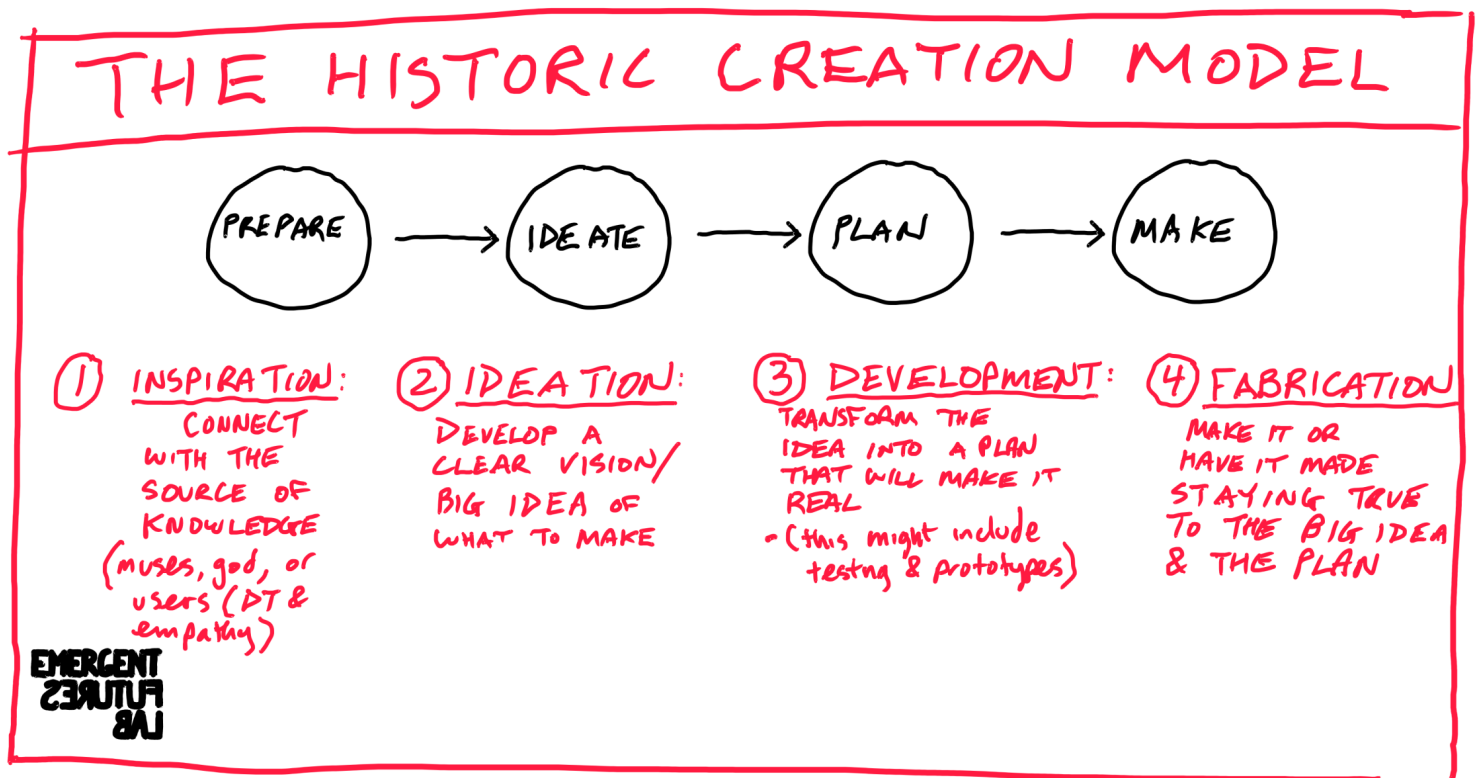 THE HISTORIC CREATION MODEL
PREPARE
IDEATE
PLAN
MAKE
1 INSPIRATION:
CONNECT
WITH THE
SOURCE OF
KNOWLEDGE
(muses, god, or
users (DT &
empathy)
2 IDEATION:
DEVELOP A
CLEAR VISION/
BIG IDEA OF
WHAT TO MAKE
3 DEVELOPMENT:
TRANSFORM THE
IDEA INTO A PLAN
THAT WILL MAKE IT
REAL
- (this might include
testng & prototypes)
4 FABRICATION
MAKE IT OR
HAVE IT MADE
STAYING TRUE
TO THE BIG IDEA
& THE PLAN
EMERGENT
FUTURES
LAB